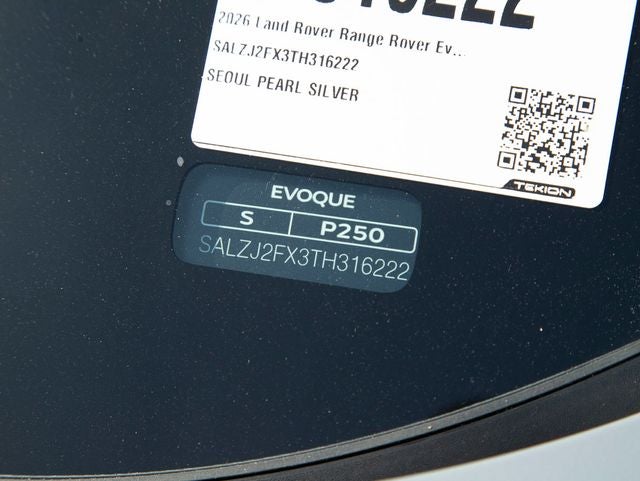 2026 Land Rover Range Rover Ev...
SALZJ2FX3TH316222
SEOUL PEARL SILVER
TEKION
EVOQUE
S P250
SALZJ2FX3TH316222